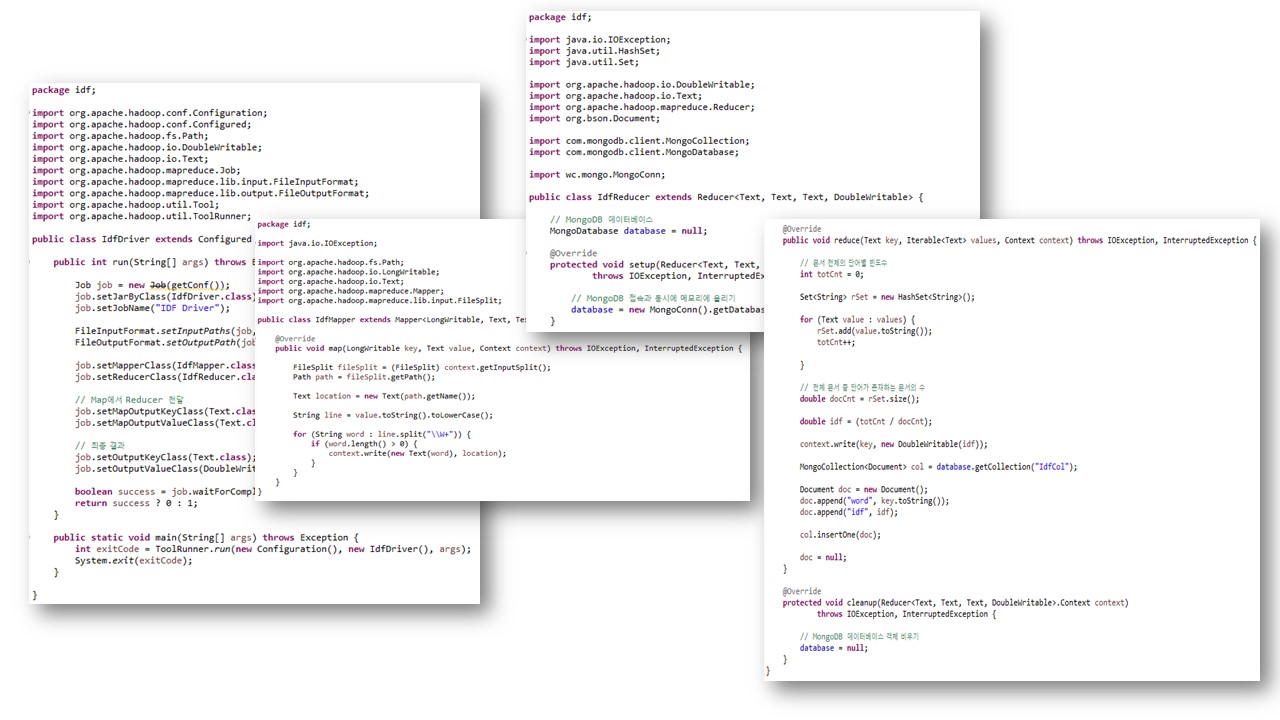 package idf;
import org.apache.hadoop.conf.Configuration;
import org.apache.hadoop.conf.Configured;
import org.apache.hadoop.fs.Path;
import org.apache.hadoop.io.DoubleWritable;
import org.apache.hadoop.io.Text;
import org.apache.hadoop.mapreduce.Job;
import org.apache.hadoop.mapreduce.lib.input.FileInputFormat;
import org.apache.hadoop.mapreduce.lib.output.FileOutputFormat;
import org.apache.hadoop.util.Tool;
import org.apache.hadoop.util.ToolRunner;
public class IdfDriver extends Configured
public int run(String[] args) throws E
Job job = new Job(getConf());
job.setJarByClass(IdfDriver.class)
job.setJobName("IDF Driver");
FileInputFormat.setInputPaths(job,
FileOutputFormat.setOutputPath(job
job.setMapperClass(IdfMapper.class
job.setReducerClass(IdfReducer.cla
// Map에서 Reducer 전달
job.setMapOutputKeyClass(Text.clas
job.setMapOutputValueClass(Text.cl
// 최종 결과
job.setOutputKeyClass(Text.class);
job.setOutputValueClass(DoubleWrit
boolean success = job.waitForCompl
return success ? 0 : 1;
}
public static void main(String[] args) throws Exception {
int exitCode = ToolRunner.run(new Configuration(), new IdfDriver(), args);
System.exit(exitCode);
}
}
package idf;
import java.io.IOException;
import org.apache.hadoop.fs.Path;
import org.apache.hadoop.io.LongWritable;
import org.apache.hadoop.io.Text;
import org.apache.hadoop.mapreduce.Mapper;
import org.apache.hadoop.mapreduce.lib.input.FileSplit;
public class IdfMapper extends Mapper<LongWritable, Text, Te
@Override
public void map(LongWritable key, Text value, Context context) throws IOException, InterruptedException {
FileSplit fileSplit = (FileSplit) context.getInputSplit();
Path path = fileSplit.getPath();
Text location = new Text(path.getName());
String line = value.toString().toLowerCase();
for (String word : line.split("\\W+")) {
if (word.length() > 0) {
context.write(new Text(word), location);
}
}
}
}
package idf;
import java.io.IOException;
import java.util.HashSet;
import java.util.Set;
import org.apache.hadoop.io.DoubleWritable;
import org.apache.hadoop.io.Text;
import org.apache.hadoop.mapreduce.Reducer;
import org.bson.Document;
import com.mongodb.client.MongoCollection;
import com.mongodb.client.MongoDatabase;
import wc.mongo.MongoConn;
public class IdfReducer extends Reducer<Text, Text, Text, DoubleWritable> {
// MongoDB 데이터베이스
MongoDatabase database = null;
@Override
protected void setup(Reducer<Text, Text,
throws IOException, InterruptedEx
// MongoDB 접속과 동시에 메모리에 올리기
database = new MongoConn().getDatabas
}
@Override
public void reduce(Text key, Iterable<Text> values, Context context) throws IOException, InterruptedException {
// 문서 전체의 단어별 빈도수
int totCnt = 0;
Set<String> rSet = new HashSet<String>();
for (Text value : values) {
rSet.add(value.toString());
totCnt++;
}
// 전체 문서 중 단어가 존재하는 문서의 수
double docCnt = rSet.size();
double idf = (totCnt / docCnt);
context.write(key, new DoubleWritable(idf));
MongoCollection<Document> col = database.getCollection("IdfCol");
Document doc = new Document();
doc.append("word", key.toString());
doc.append("idf", idf);
col.insertOne(doc);
doc = null;
}
@Override
protected void cleanup(Reducer<Text, Text, Text, DoubleWritable>.Context context)
throws IOException, InterruptedException {
// MongoDB 데이터베이스 객체 비우기
database = null;
}
}